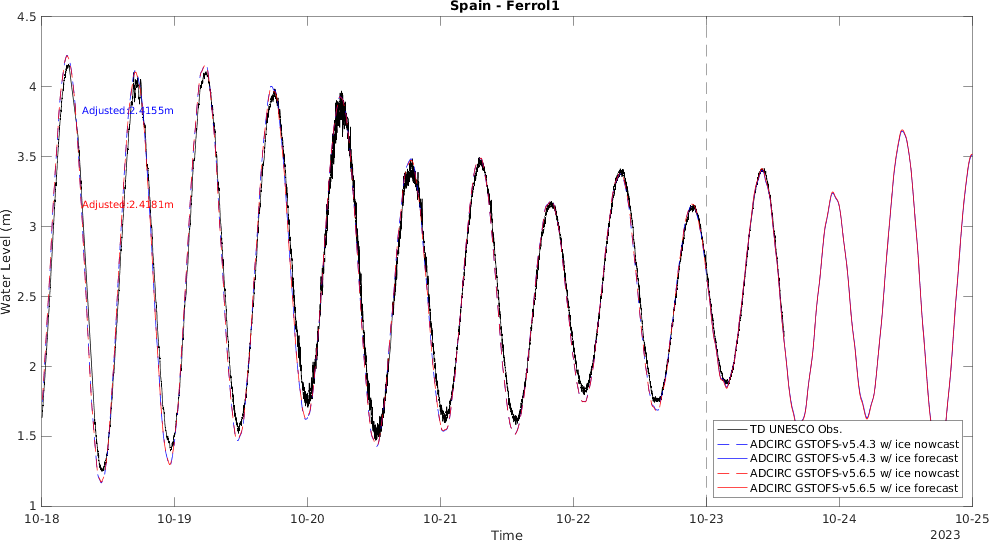 Spain - Ferrol1
4.5
4
3.5
3
2.5
2
1.5
1
Water Level (m)
Adjusted:2.4155m
Adjusted:2.4181m
TD UNESCO Obs.
ADCIRC GSTOFS-v5.4.3 w/ ice nowcast
ADCIRC GSTOFS-v5.4.3 w/ ice forecast
ADCIRC GSTOFS-v5.6.5 w/ ice nowcast
ADCIRC GSTOFS-v5.6.5 w/ ice forecast
10-18 10-19 10-20 10-21 10-22 10-23 10-24 10-25
Time
2023